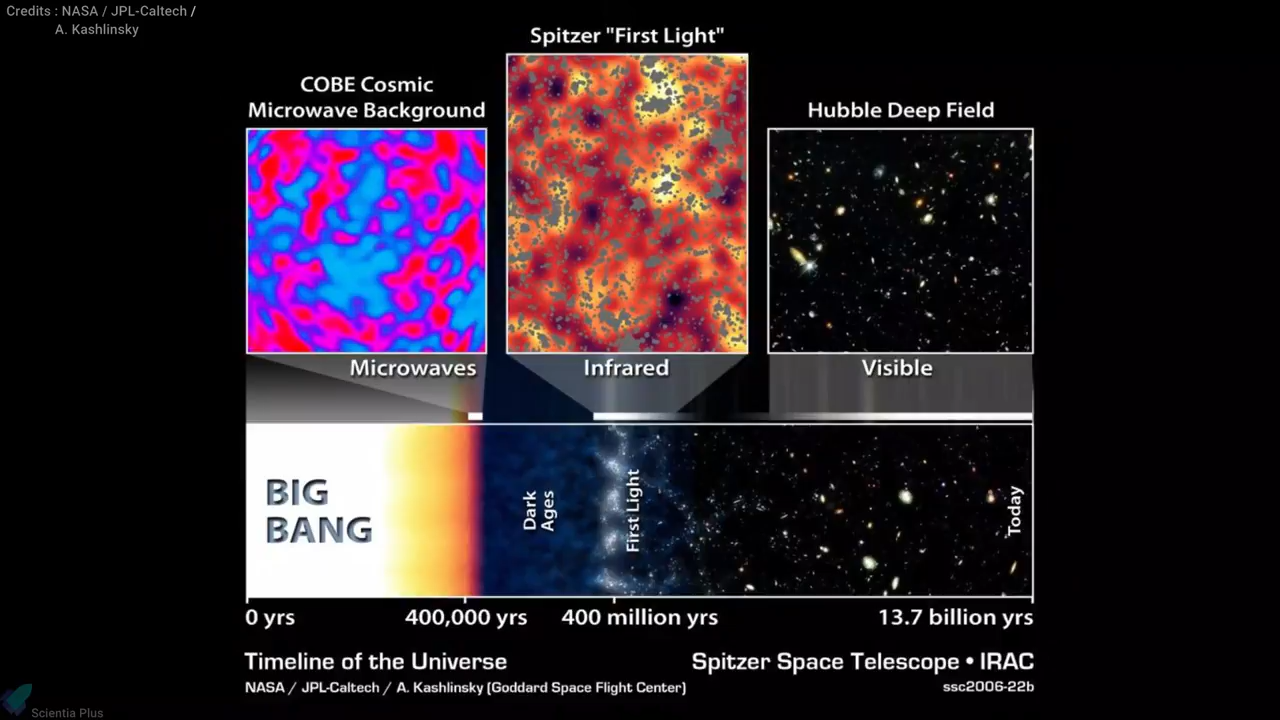 Credits : NASA / JPL-Caltech /
A. Kashlinsky
Spitzer "First Light"
COBE Cosmic
Microwave Background
Hubble Deep Field
Microwaves
Infrared
Visible
BIG
BANG
Dark
Ages
First Light
Today
0 yrs
400,000 yrs
400 million yrs
13.7 billion yrs
Timeline of the Universe
Spitzer Space Telescope • IRAC
NASA / JPL-Caltech / A. Kashlinsky (Goddard Space Flight Center)
ssc2006-22b
Scientia Plus